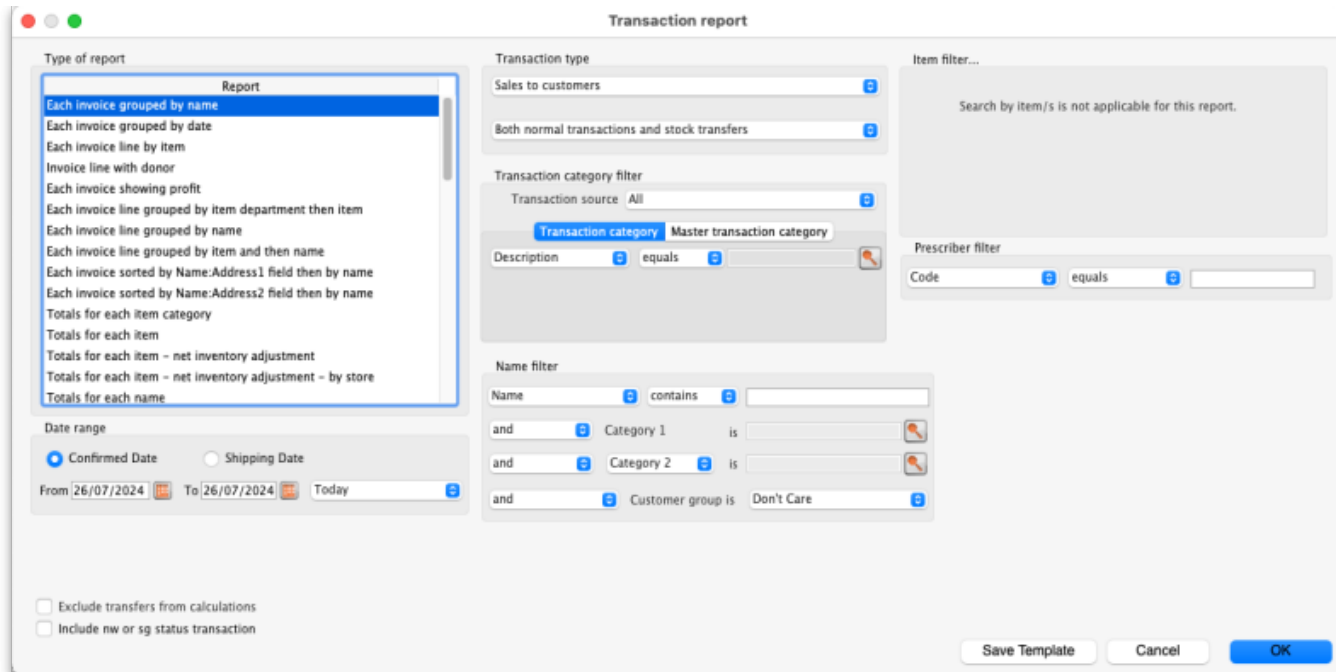 Transaction report
Type of report
Report
Each invoice grouped by name
Each invoice grouped by date
Each invoice line by item
Invoice line with donor
Each invoice showing profit
Each invoice line grouped by item department then item
Each invoice line grouped by name
Each invoice line grouped by item and then name
Each invoice sorted by Name:Address1 field then by name
Each invoice sorted by Name:Address2 field then by name
Totals for each item category
Totals for each item
Totals for each item – net inventory adjustment
Totals for each item – net inventory adjustment – by store
Totals for each name
Date range
Confirmed Date Shipping Date
From 26/07/2024 To 26/07/2024 Today
Exclude transfers from calculations
Include nw or sg status transaction
Transaction type
Sales to customers
Both normal transactions and stock transfers
Transaction category filter
Transaction source All
Transaction category Master transaction category
Description equals
Name filter
Name contains
and Category 1 is
and Category 2 is
and Customer group is Don't Care
Item filter...
Search by item/s is not applicable for this report.
Prescriber filter
Code equals
Save Template Cancel OK